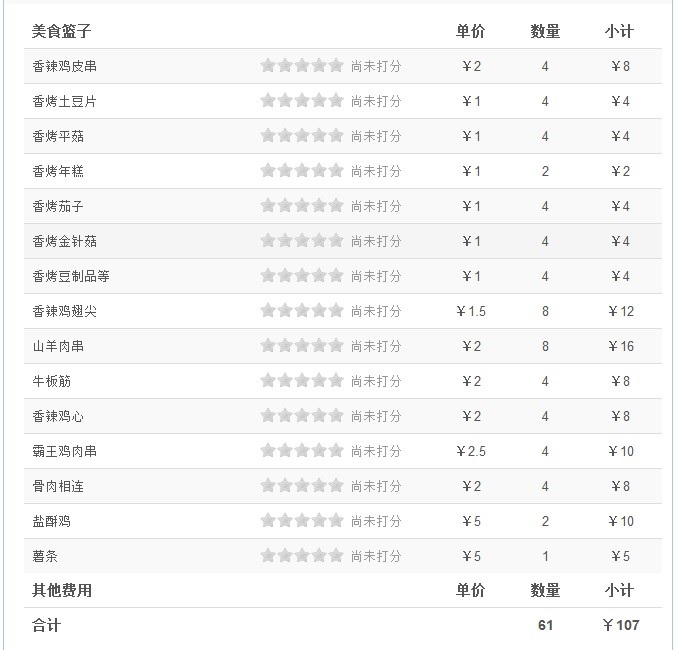 美食篮子 单价 数量 小计
香辣鸡皮串 尚未打分 ￥2 4 ￥8
香烤土豆片 尚未打分 ￥1 4 ￥4
香烤平菇 尚未打分 ￥1 4 ￥4
香烤年糕 尚未打分 ￥1 2 ￥2
香烤茄子 尚未打分 ￥1 4 ￥4
香烤金针菇 尚未打分 ￥1 4 ￥4
香烤豆制品等 尚未打分 ￥1 4 ￥4
香辣鸡翅尖 尚未打分 ￥1.5 8 ￥12
山羊肉串 尚未打分 ￥2 8 ￥16
牛板筋 尚未打分 ￥2 4 ￥8
香辣鸡心 尚未打分 ￥2 4 ￥8
霸王鸡肉串 尚未打分 ￥2.5 4 ￥10
骨肉相连 尚未打分 ￥2 4 ￥8
盐酥鸡 尚未打分 ￥5 2 ￥10
薯条 尚未打分 ￥5 1 ￥5
其他费用 单价 数量 小计
合计 61 ￥107